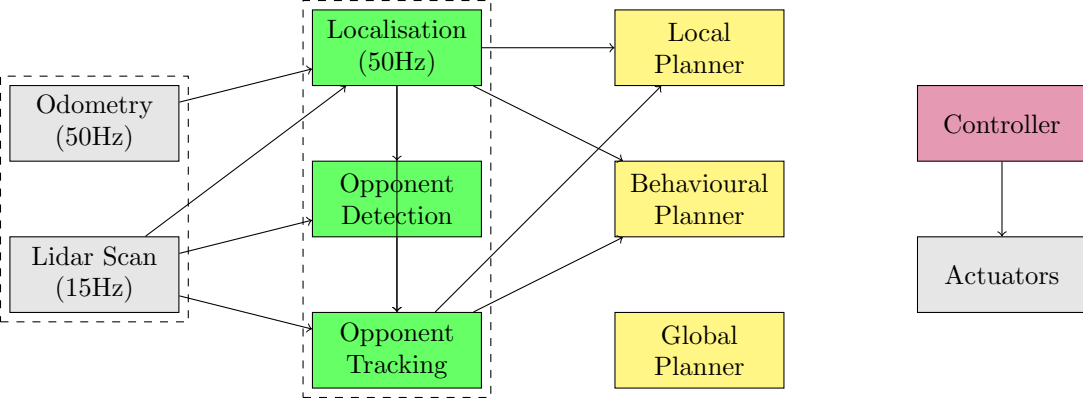 Odometry
(50Hz)
Lidar Scan
(15Hz)
Localisation
(50Hz)
Opponent
Detection
Opponent
Tracking
Local
Planner
Behavioural
Planner
Global
Planner
Controller
Actuators